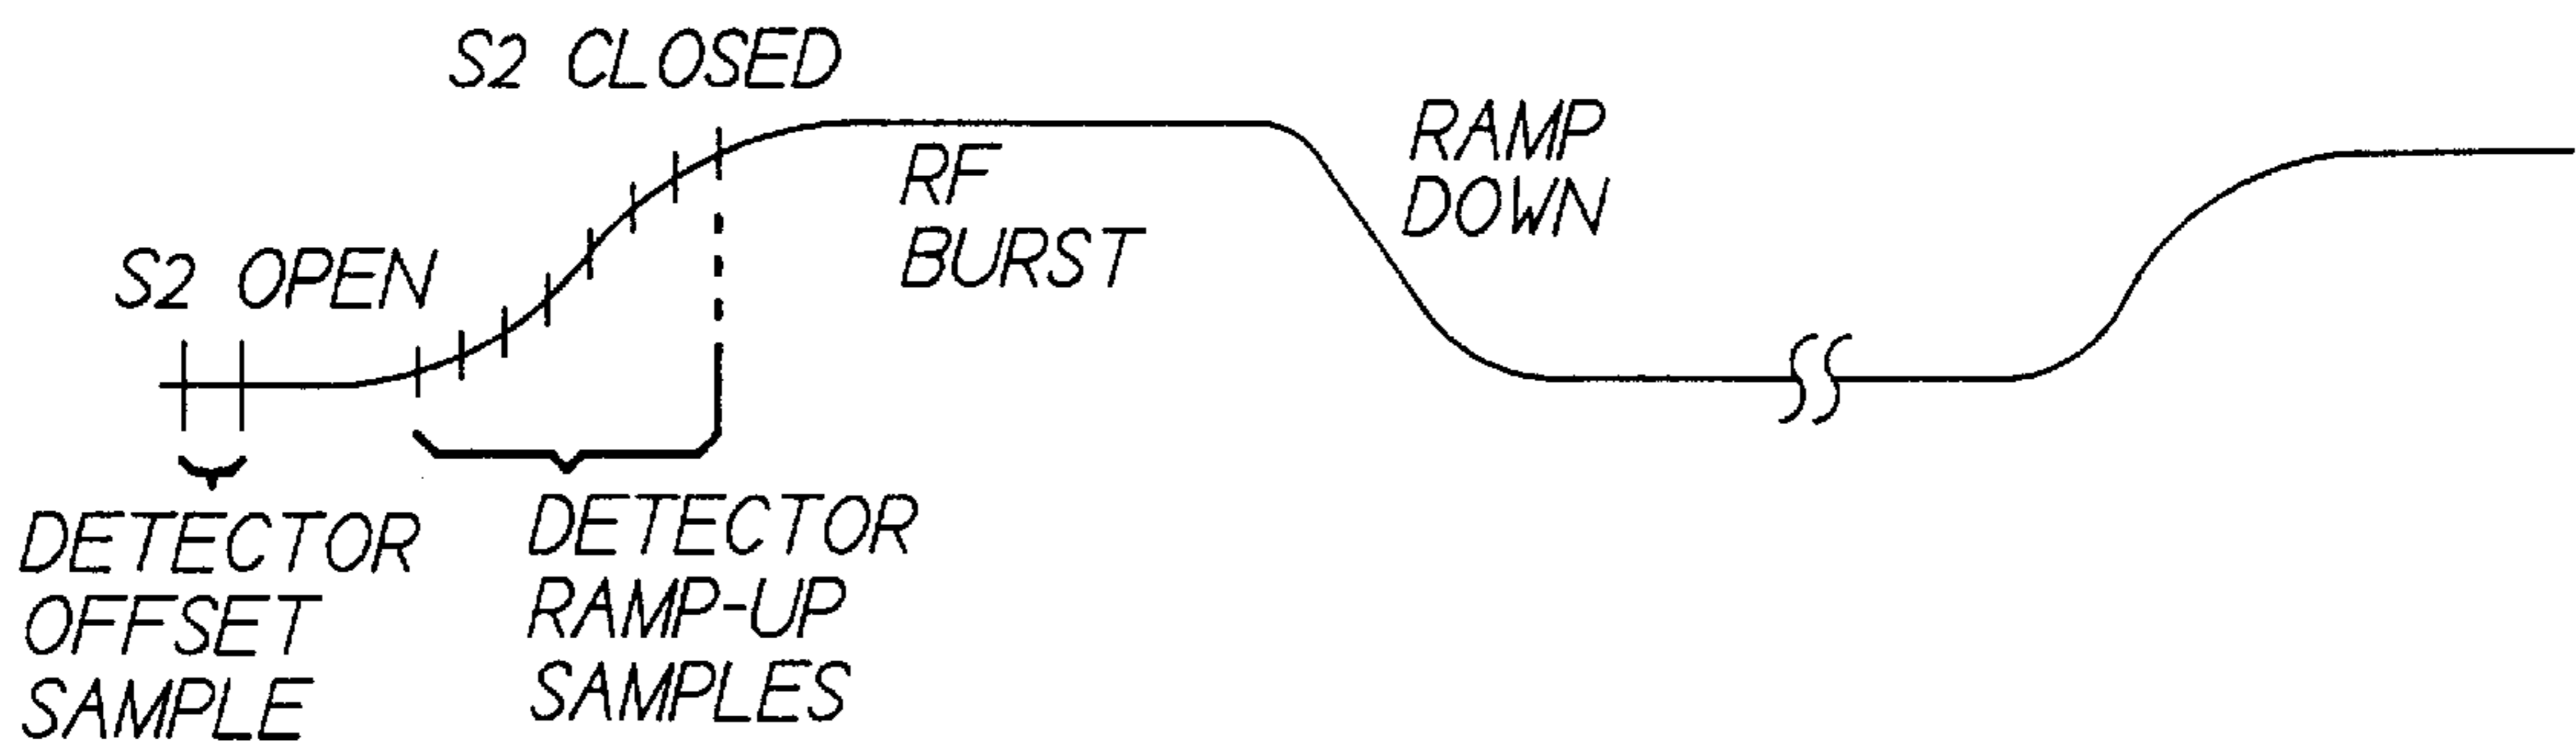 S2 CLOSED
RAMP
DOWN
RF
BURST
S2 OPEN
DETECTOR
OFFSET
SAMPLE
DETECTOR
RAMP-UP
SAMPLES